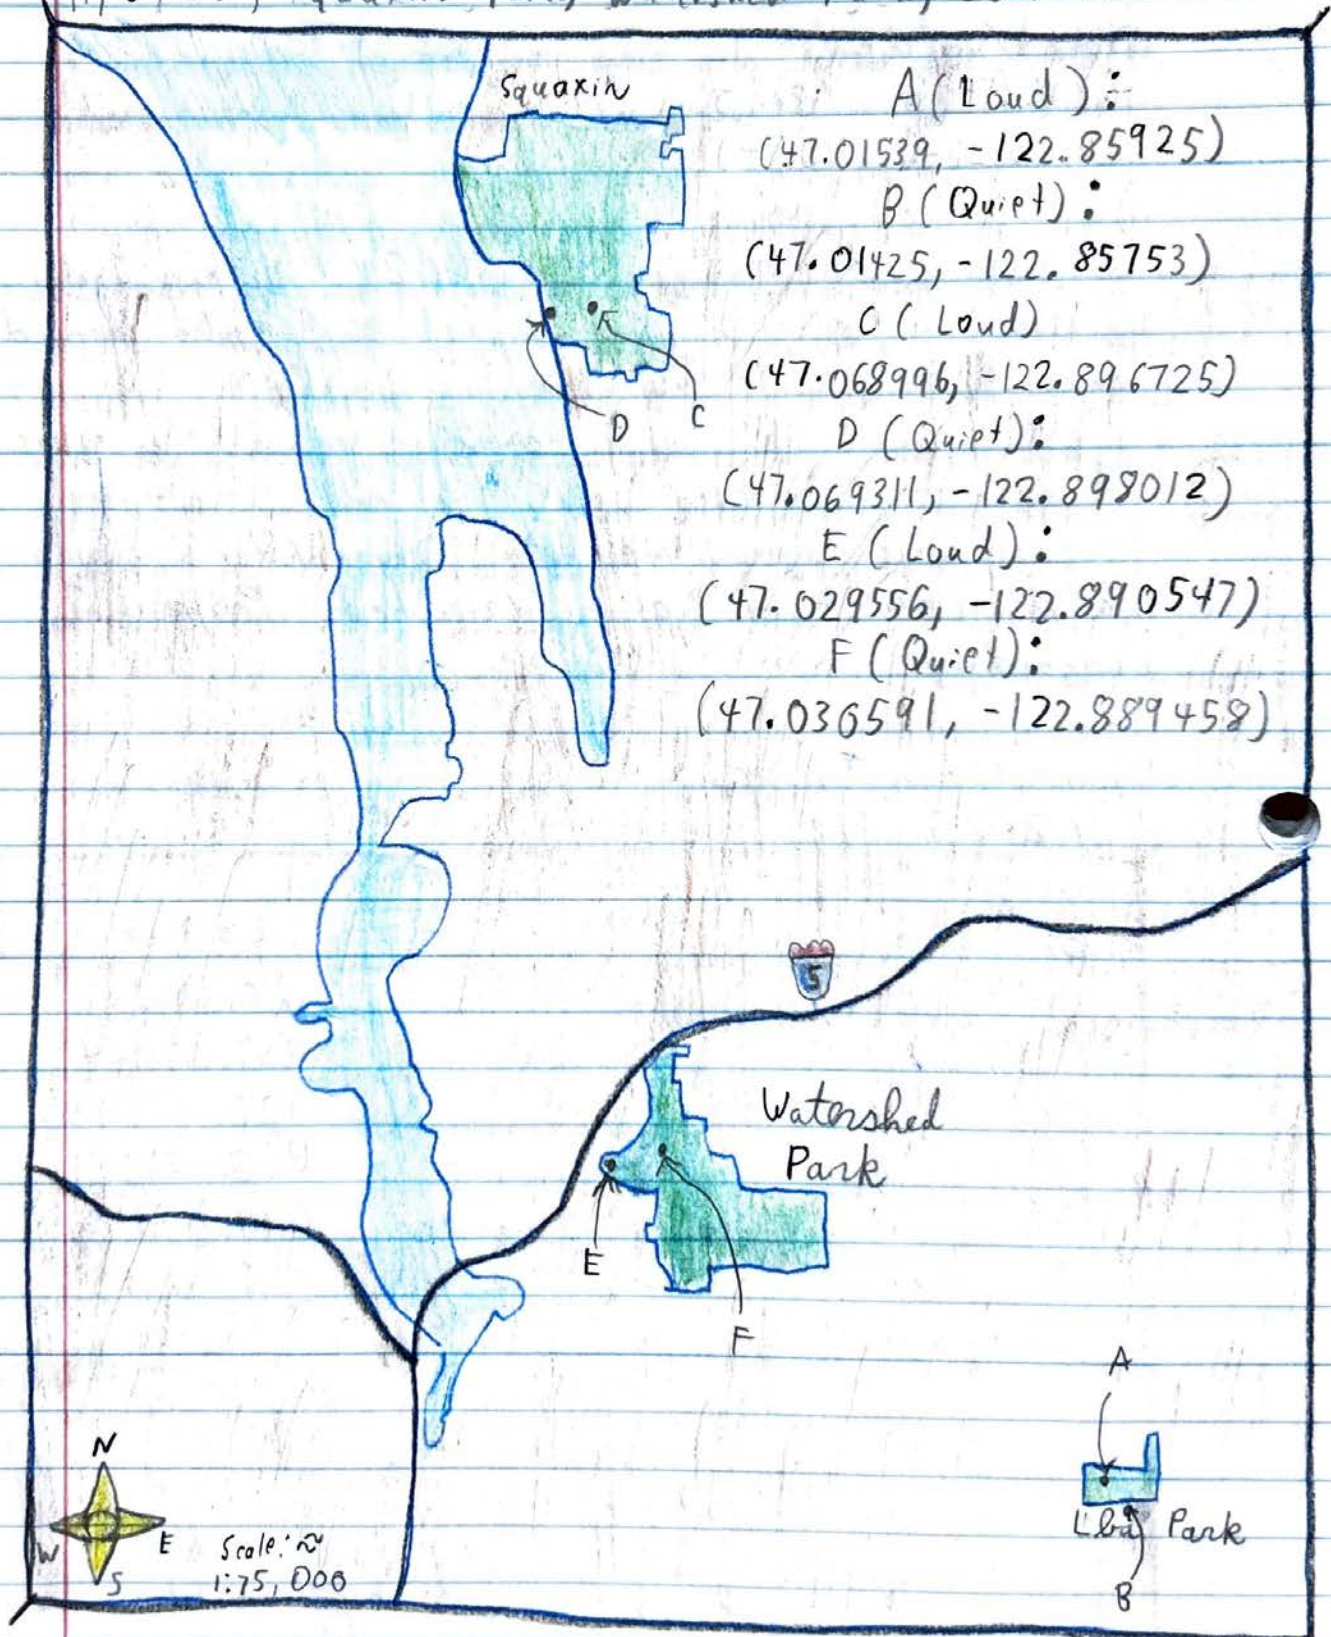 Squaxin
A (Loud):
(47.01539, -122.85925)
B (Quiet):
(47.01425, -122.85753)
C (Loud)
(47.068996, -122.896725)
D (Quiet):
(47.069311, -122.898012)
E (Loud):
(47.029556, -122.890547)
F (Quiet):
(47.030591, -122.889458)
D
C
5
Watershed
Park
E
F
A
Lba Park
B
N
W
E
S
Scale: ≈
1:75,000